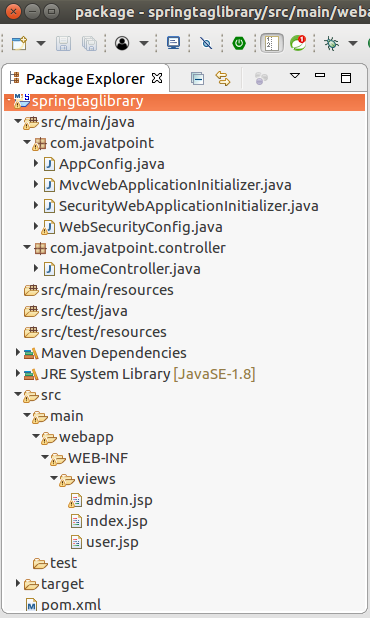 package - springtaglibrary/src/main/weba
Package Explorer
springtaglibrary
src/main/java
com.javatpoint
AppConfig.java
MvcWebApplicationInitializer.java
SecurityWebApplicationInitializer.java
WebSecurityConfig.java
com.javatpoint.controller
HomeController.java
src/main/resources
src/test/java
src/test/resources
Maven Dependencies
JRE System Library [JavaSE-1.8]
src
main
webapp
WEB-INF
views
admin.jsp
index.jsp
user.jsp
test
target
pom.xml